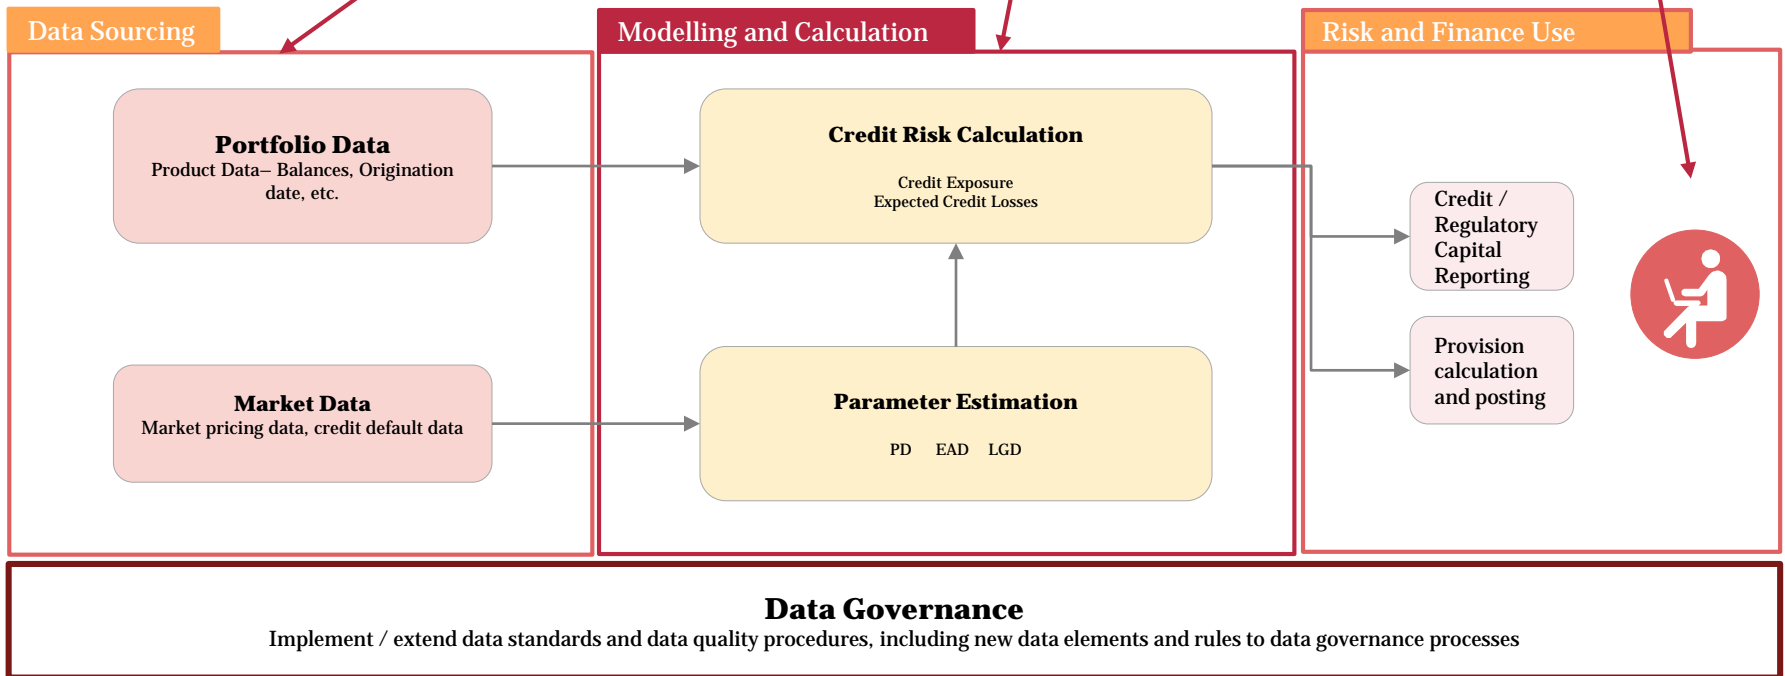 Data Sourcing
Portfolio Data
Product Data– Balances, Origination
date, etc.
Market Data
Market pricing data, credit default data
Modelling and Calculation
Credit Risk Calculation
Credit Exposure
Expected Credit Losses
Parameter Estimation
PD EAD LGD
Risk and Finance Use
Credit /
Regulatory
Capital
Reporting
Provision
calculation
and posting
Data Governance
Implement / extend data standards and data quality procedures, including new data elements and rules to data governance processes